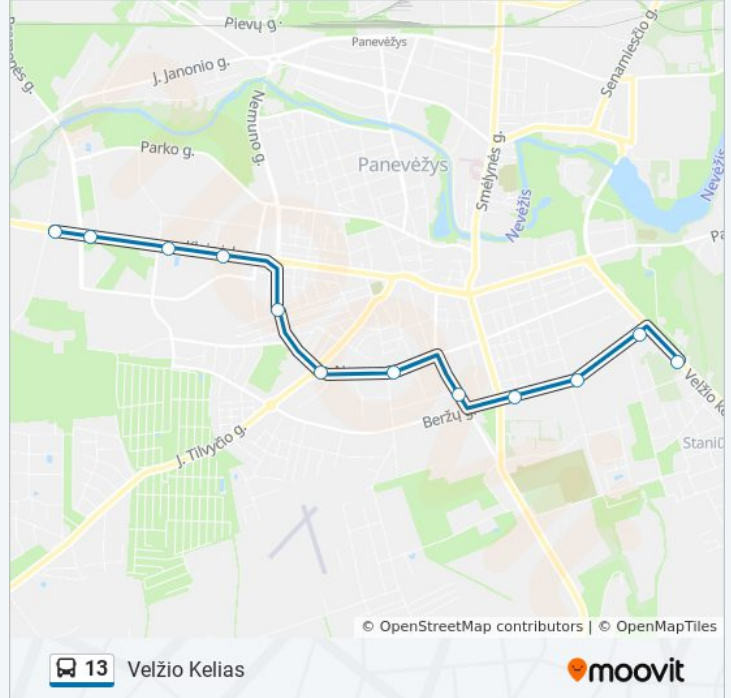 Pievų g.
Panevėžys
J. Janonio g.
Senamiesčio g.
Nemuno g.
Parko g.
Panevėžys
Smėlynės g.
Nevėžis
Nevėžis
J. Tilvyčio g.
Beržų g.
Velžio k
Staniū
© OpenStreetMap contributors | © OpenMapTiles
13 Velžio Kelias
moovit